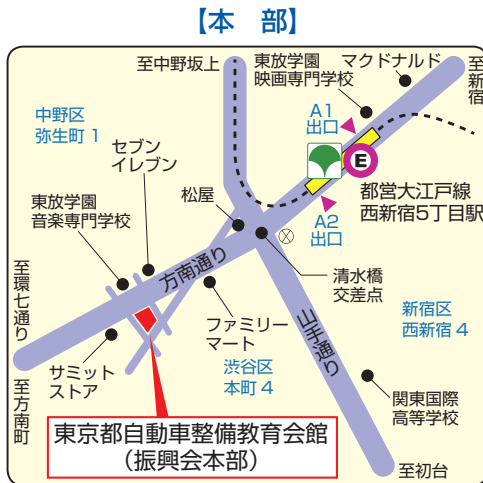 【本 部】
至中野坂上
東放学園
映画専門学校
マクドナルド
至新宿
中野区
弥生町 1
A1
出口
セブン
イレブン
E
都営大江戸線
西新宿5丁目駅
東放学園
音楽専門学校
松屋
A2
出口
方南通り
清水橋
交差点
至環七通り
山手通り
新宿区
西新宿 4
ファミリー
マート
サミット
ストア
渋谷区
本町 4
至方南町
関東国際
高等学校
東京都自動車整備教育会館
（振興会本部）
至初台